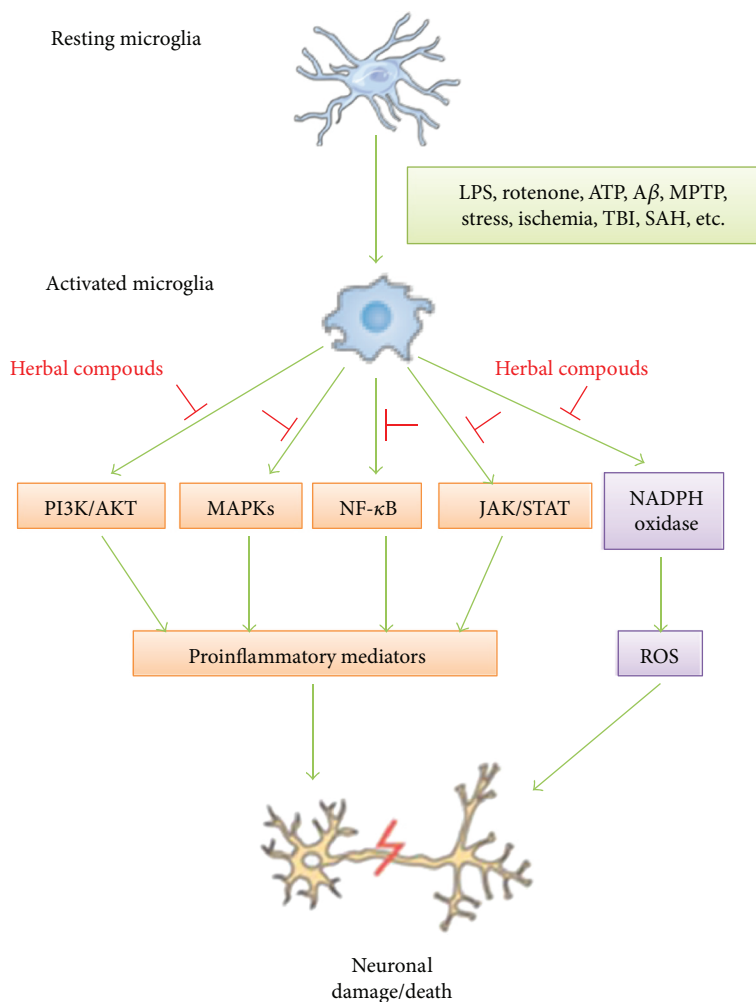 Resting microglia
LPS, rotenone, ATP, Aβ, MPTP,
stress, ischemia, TBI, SAH, etc.
Activated microglia
Herbal compouds
Herbal compouds
PI3K/AKT
MAPKs
NF-κB
JAK/STAT
NADPH
oxidase
Proinflammatory mediators
ROS
Neuronal
damage/death